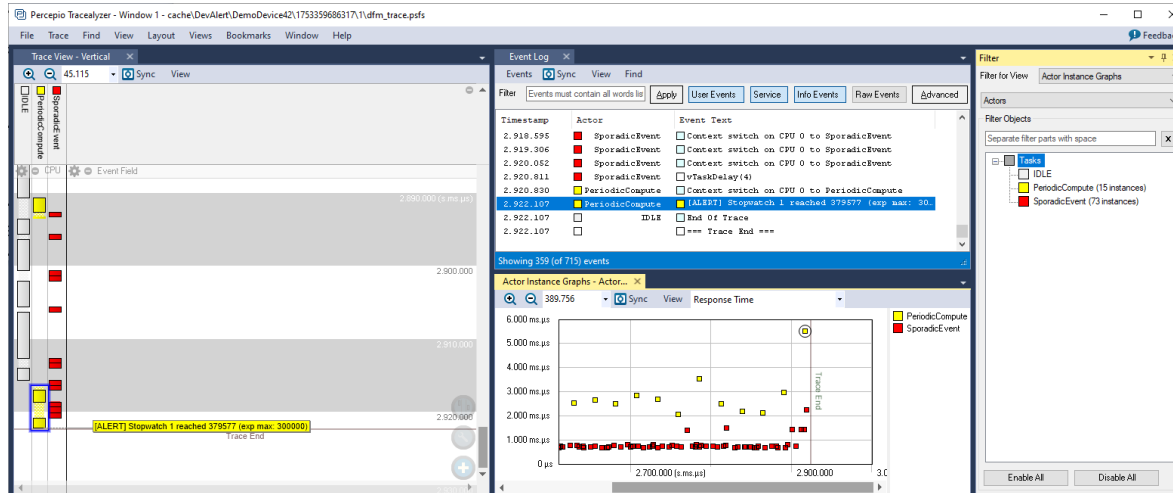 Percepio Tracealyzer - Window 1 - cache\DevAlert\DemoDevice42\1753359686317\1\dfm_trace.psfs
File Trace Find View Layout Views Bookmarks Window Help
Feedba
Trace View - Vertical
45.115 Sync View
IDLE
PeriodicCompute
SporadicEvent
CPU Event Field
2.890.000 (s.ms.µs)
2.900.000
2.910.000
2.920.000
[ALERT] Stopwatch 1 reached 379577 (exp max: 300000)
Trace End
Event Log
Events Sync View Find
Filter Events must contain all words lis Apply User Events Service Info Events Raw Events Advanced
Timestamp Actor Event Text
2.918.595 SporadicEvent Context switch on CPU 0 to SporadicEvent
2.919.306 SporadicEvent Context switch on CPU 0 to SporadicEvent
2.920.052 SporadicEvent Context switch on CPU 0 to SporadicEvent
2.920.811 SporadicEvent vTaskDelay(4)
2.920.830 PeriodicCompute Context switch on CPU 0 to PeriodicCompute
2.922.107 PeriodicCompute [ALERT] Stopwatch 1 reached 379577 (exp max: 30...
2.922.107 IDLE End Of Trace
2.922.107 === Trace End ===
Showing 359 (of 715) events
Actor Instance Graphs - Actor...
389.756 Sync View Response Time
6.000 ms.µs
5.000 ms.µs
4.000 ms.µs
3.000 ms.µs
2.000 ms.µs
1.000 ms.µs
0 µs
2.700.000 (s.ms.µs) 2.900.000 3.0
Trace End
PeriodicCompute
SporadicEvent
Filter
Filter for View Actor Instance Graphs
Actors
Filter Objects
Separate filter parts with space x
Tasks
IDLE
PeriodicCompute (15 instances)
SporadicEvent (73 instances)
Enable All Disable All